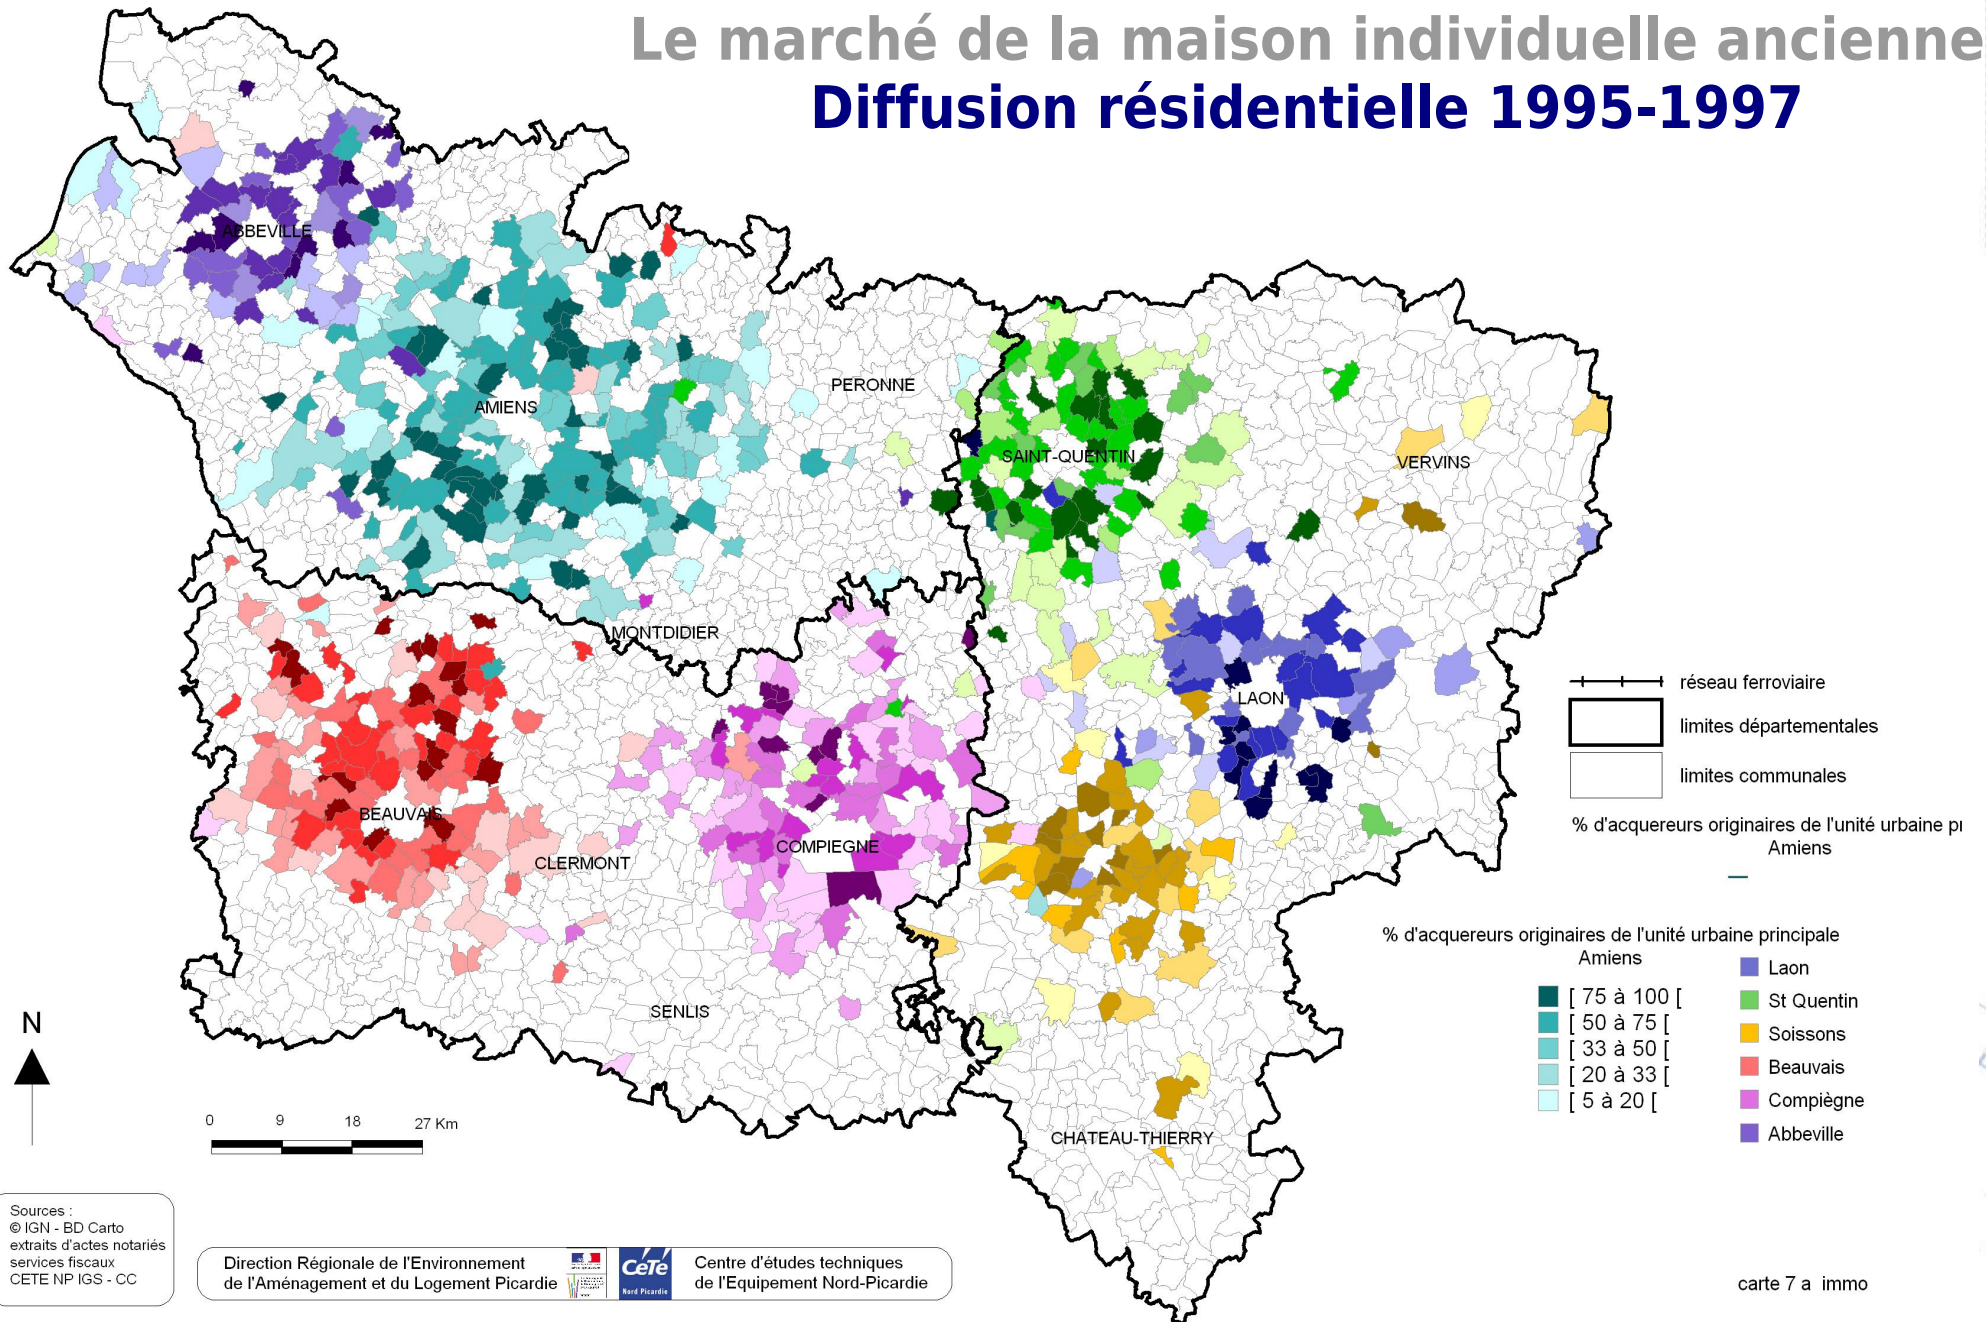 Le marché de la maison individuelle ancienne
Diffusion résidentielle 1995-1997
ABBEVILLE
AMIENS
PERONNE
SAINT-QUENTIN
VERVINS
MONTDIDIER
LAON
BEAUVAIS
CLERMONT
COMPIEGNE
SENLIS
CHATEAU-THIERRY
réseau ferroviaire
limites départementales
limites communales
% d'acquereurs originaires de l'unité urbaine pr
Amiens
% d'acquereurs originaires de l'unité urbaine principale
Amiens
[ 75 à 100 [
[ 50 à 75 [
[ 33 à 50 [
[ 20 à 33 [
[ 5 à 20 [
Laon
St Quentin
Soissons
Beauvais
Compiègne
Abbeville
N
0 9 18 27 Km
Sources :
© IGN - BD Carto
extraits d'actes notariés
services fiscaux
CETE NP IGS - CC
Direction Régionale de l'Environnement
de l'Aménagement et du Logement Picardie
CeTe
Nord Picardie
Centre d'études techniques
de l'Equipement Nord-Picardie
carte 7 a immo